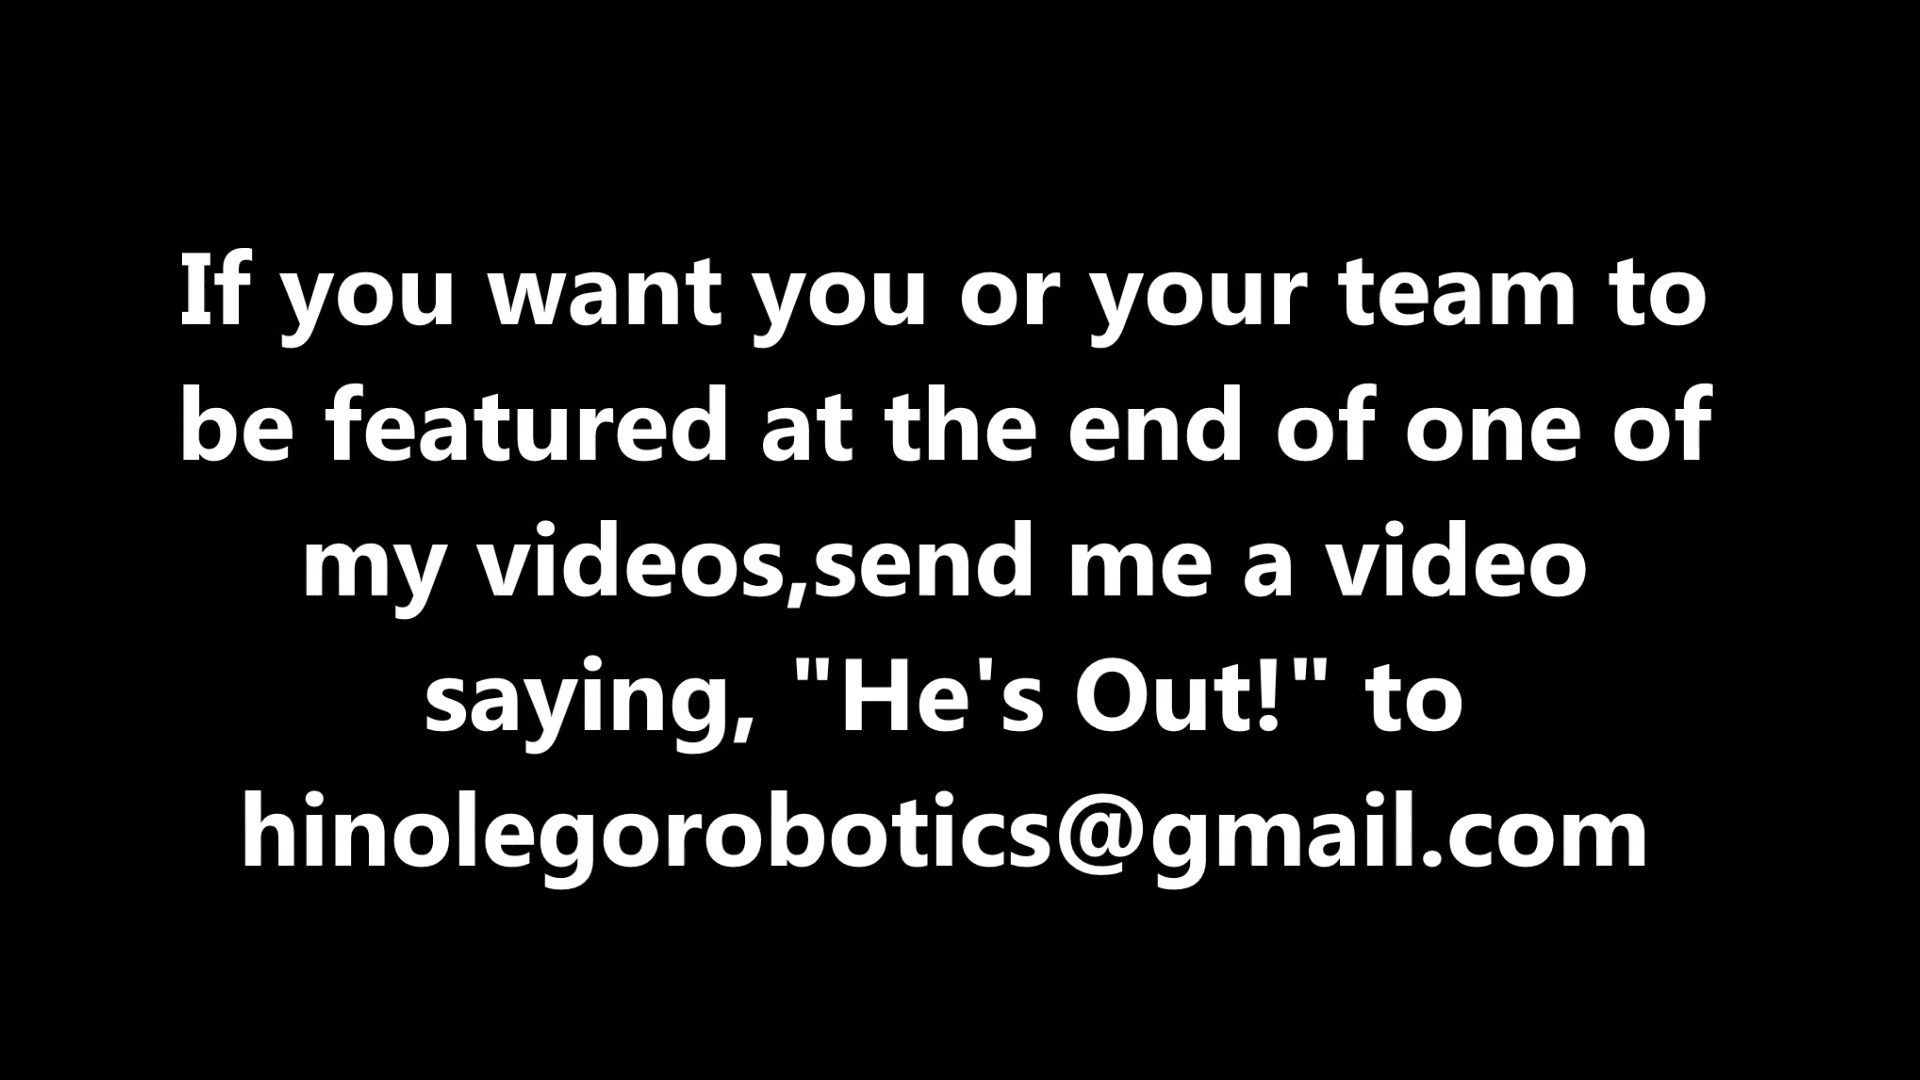 If you want you or your team to
be featured at the end of one of
my videos,send me a video
saying, "He's Out!" to
hinolegorobotics@gmail.com